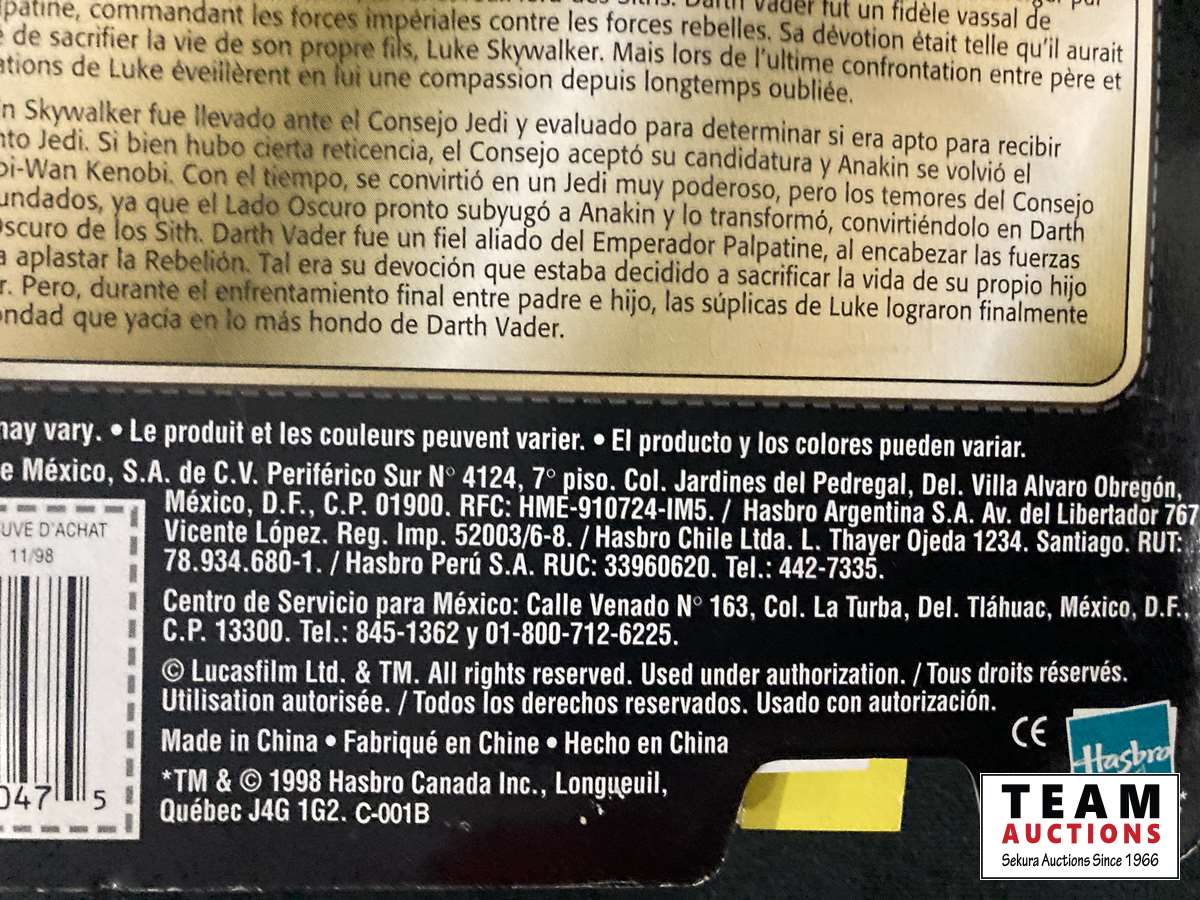 commandant les forces impériales contre les forces rebelles. Sa dévotion était telle qu'il aurait
de sacrifier la vie de son propre fils, Luke Skywalker. Mais lors de l'ultime confrontation entre père et
de Luke éveillèrent en lui une compassion depuis longtemps oubliée.
Skywalker fue llevado ante el Consejo Jedi y evaluado para determinar si era apto para recibir
Jedi. Si bien hubo cierta reticencia, el Consejo aceptó su candidatura y Anakin se volvió el
Kenobi. Con el tiempo, se convirtió en un Jedi muy poderoso, pero los temores del Consejo
ya que el Lado Oscuro pronto subyugó a Anakin y lo transformó, convirtiéndolo en Darth
de los Sith. Darth Vader fue un fiel aliado del Emperador Palpatine, al encabezar las fuerzas
a aplastar la Rebelión. Tal era su devoción que estaba decidido a sacrificar la vida de su propio hijo
r. Pero, durante el enfrentamiento final entre padre e hijo, las súplicas de Luke lograron finalmente
que yacía en lo más hondo de Darth Vader.
may vary. • Le produit et les couleurs peuvent varier. • El producto y los colores pueden variar.
e México, S.A. de C.V. Periférico Sur N° 4124, 7° piso. Col. Jardines del Pedregal, Del. Villa Alvaro Obregón,
México, D.F., C.P. 01900. RFC: HME-910724-IM5. / Hasbro Argentina S.A. Av. del Libertador 767
Vicente López. Reg. Imp. 52003/6-8. / Hasbro Chile Ltda. L. Thayer Ojeda 1234. Santiago. RUT:
78.934.680-1. / Hasbro Perú S.A. RUC: 33960620. Tel.: 442-7335.
Centro de Servicio para México: Calle Venado N° 163, Col. La Turba, Del. Tláhuac, México, D.F.,
C.P. 13300. Tel.: 845-1362 y 01-800-712-6225.
© Lucasfilm Ltd. & TM. All rights reserved. Used under authorization. / Tous droits réservés.
Utilisation autorisée. / Todos los derechos reservados. Usado con autorización.
Made in China • Fabriqué en Chine • Hecho en China
*TM & © 1998 Hasbro Canada Inc., Longueuil,
Québec J4G 1G2. C-001B
UVE D'ACHAT
11/98
047 5
CE
Hasbro
TEAM
AUCTIONS
Sekura Auctions Since 1966